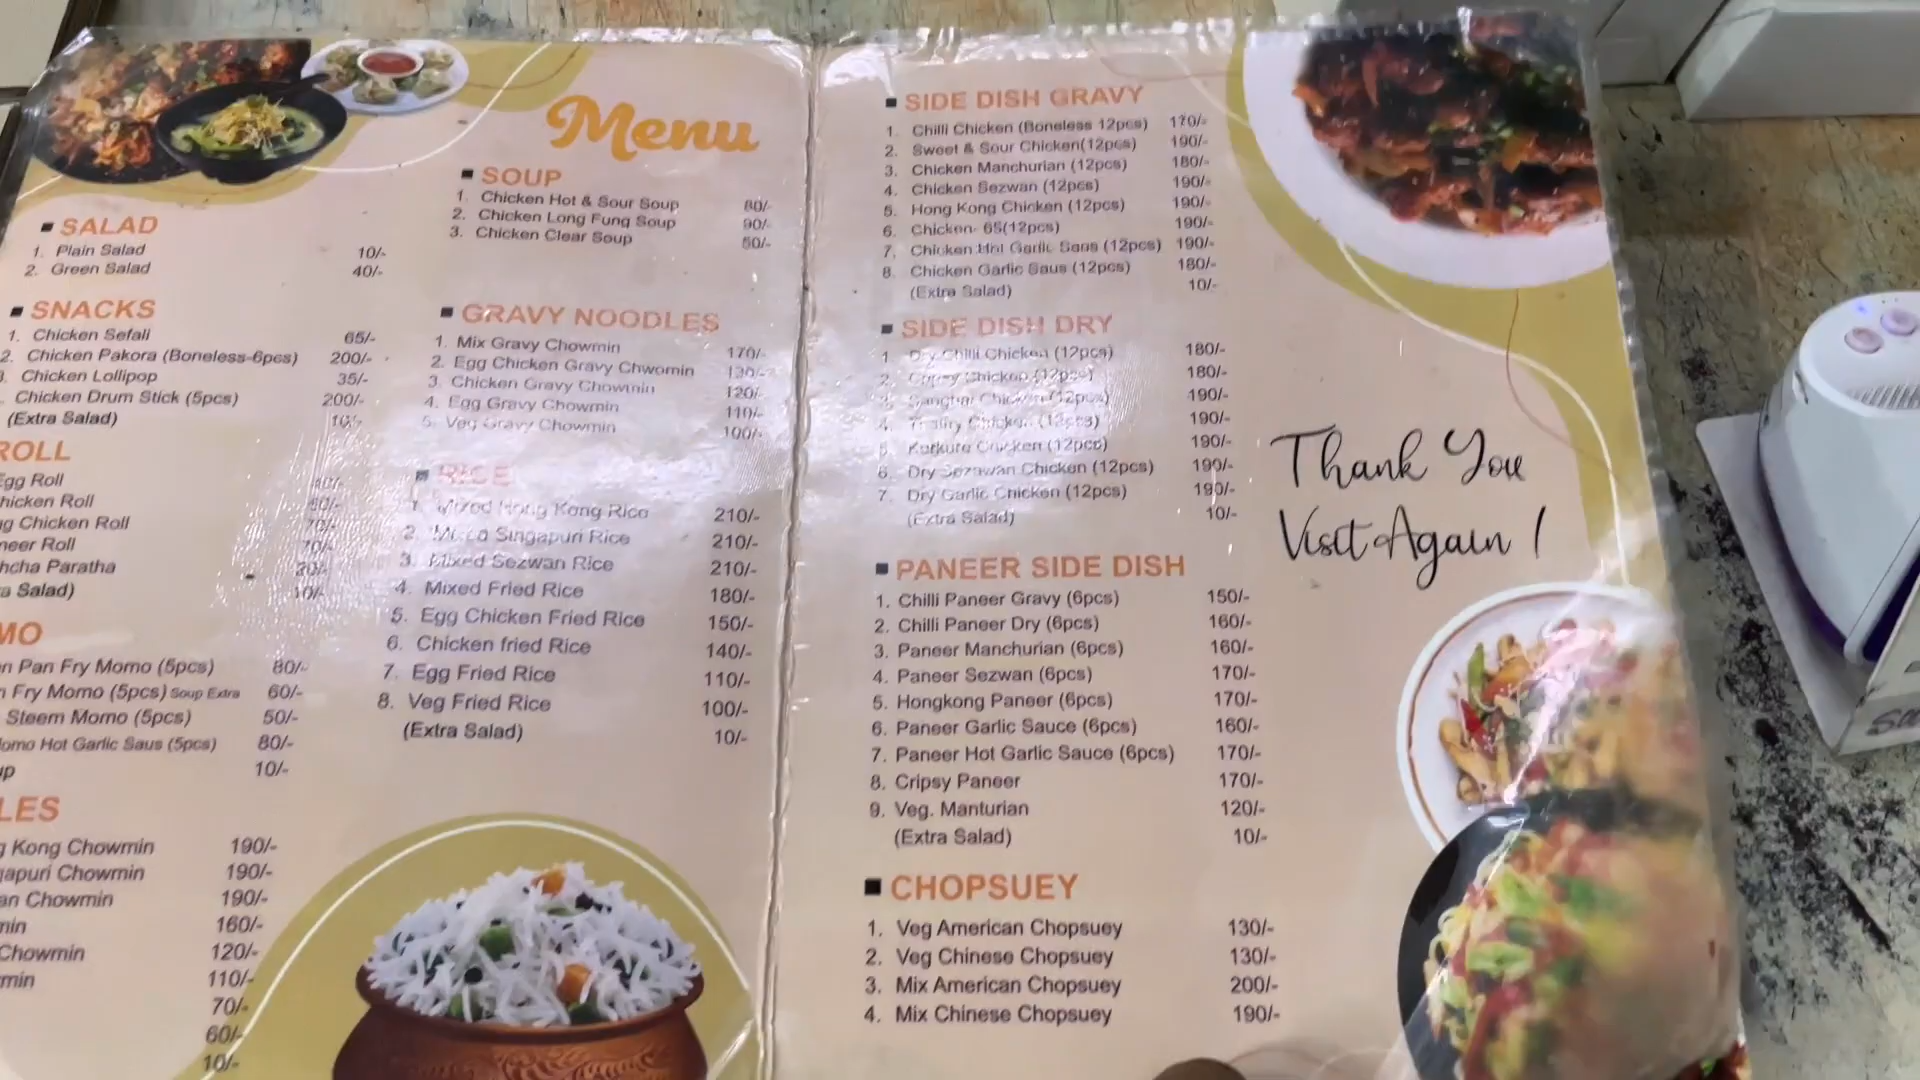 Menu
SALAD
1. Plain Salad 10/-
2. Green Salad 40/-
SNACKS
1. Chicken Sefali 65/-
2. Chicken Pakora (Boneless-6pcs) 200/-
3. Chicken Lollipop 35/-
Chicken Drum Stick (5pcs) 200/-
(Extra Salad) 10/-
ROLL
Egg Roll
hicken Roll
g Chicken Roll
neer Roll
hcha Paratha
a Salad)
MO
n Pan Fry Momo (5pcs) 80/-
n Fry Momo (5pcs) Soup Extra 60/-
Steem Momo (5pcs) 50/-
omo Hot Garlic Saus (5pcs) 80/-
up 10/-
LES
g Kong Chowmin 190/-
gapuri Chowmin 190/-
an Chowmin 190/-
min 160/-
Chowmin 120/-
min 110/-
70/-
60/-
10/-
SOUP
1. Chicken Hot & Sour Soup 80/-
2. Chicken Long Fung Soup 90/-
3. Chicken Clear Soup
GRAVY NOODLES
1. Mix Gravy Chowmin 170/-
2. Egg Chicken Gravy Chwomin 130/-
3. Chicken Gravy Chowmin 120/-
4. Egg Gravy Chowmin 110/-
5. Veg Gravy Chowmin 100/-
RICE
1. Mixed Hong Kong Rice 210/-
2. Mixed Singapuri Rice 210/-
3. Mixed Sezwan Rice 210/-
4. Mixed Fried Rice 180/-
5. Egg Chicken Fried Rice 150/-
6. Chicken fried Rice 140/-
7. Egg Fried Rice 110/-
8. Veg Fried Rice 100/-
(Extra Salad) 10/-
SIDE DISH GRAVY
1. Chilli Chicken (Boneless 12pcs) 170/-
2. Sweet & Sour Chicken(12pcs) 190/-
3. Chicken Manchurian (12pcs) 180/-
4. Chicken Sezwan (12pcs) 190/-
5. Hong Kong Chicken (12pcs) 190/-
6. Chicken- 65(12pcs) 190/-
7. Chicken Hot Garlic Saus (12pcs) 190/-
8. Chicken Garlic Saus (12pcs) 180/-
(Extra Salad) 10/-
SIDE DISH DRY
1. Dry Chilli Chicken (12pcs) 180/-
2. Chicken (12pcs) 180/-
Chicken (12pcs) 190/-
4. Chicken (12pcs) 190/-
5. Kurkure Chicken (12pcs) 190/-
6. Dry Sezawan Chicken (12pcs) 190/-
7. Dry Garlic Chicken (12pcs) 190/-
(Extra Salad) 10/-
PANEER SIDE DISH
1. Chilli Paneer Gravy (6pcs) 150/-
2. Chilli Paneer Dry (6pcs) 160/-
3. Paneer Manchurian (6pcs) 160/-
4. Paneer Sezwan (6pcs) 170/-
5. Hongkong Paneer (6pcs) 170/-
6. Paneer Garlic Sauce (6pcs) 160/-
7. Paneer Hot Garlic Sauce (6pcs) 170/-
8. Cripsy Paneer 170/-
9. Veg. Manturian 120/-
(Extra Salad) 10/-
CHOPSUEY
1. Veg American Chopsuey 130/-
2. Veg Chinese Chopsuey 130/-
3. Mix American Chopsuey 200/-
4. Mix Chinese Chopsuey 190/-
Thank You
Visit Again !